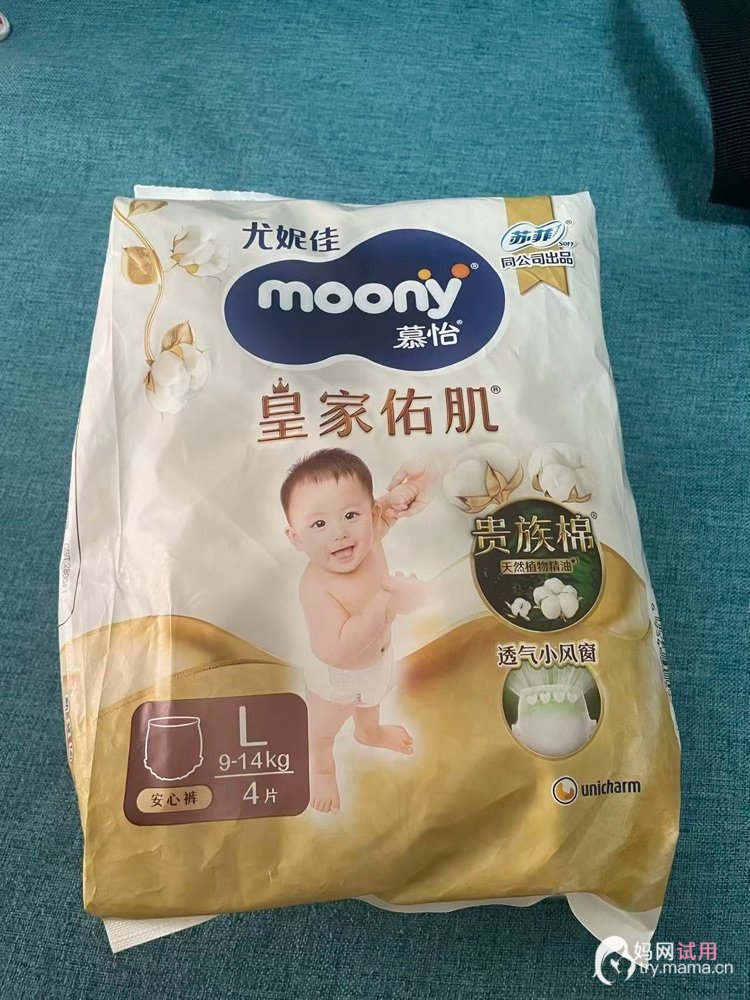 尤妮佳
moony®
慕怡®
苏菲®
SOFY
同公司出品
皇家佑肌®
贵族棉®
天然植物精油
透气小风窗
L
9-14kg
4片
安心裤
unicharm
妈网试用
try.mama.cn